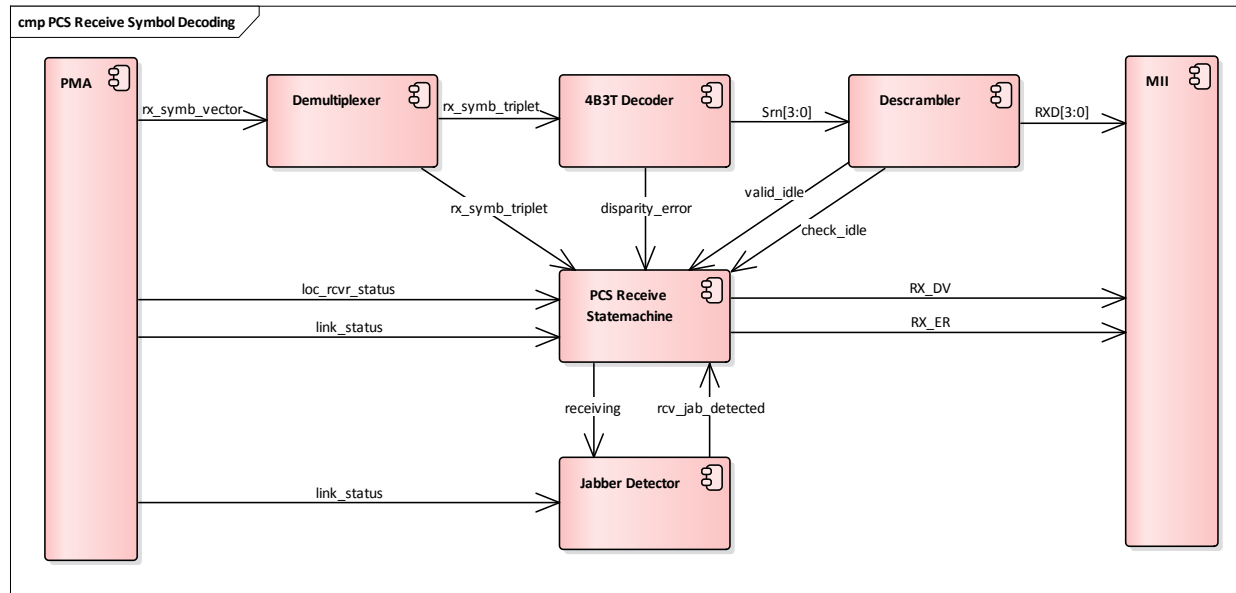 cmp PCS Receive Symbol Decoding
PMA
Demultiplexer
4B3T Decoder
Descrambler
MII
rx_symb_vector
rx_symb_triplet
Srn[3:0]
RXD[3:0]
rx_symb_triplet
disparity_error
valid_idle
check_idle
loc_rcvr_status
link_status
PCS Receive
Statemachine
RX_DV
RX_ER
receiving
rcv_jab_detected
link_status
Jabber Detector